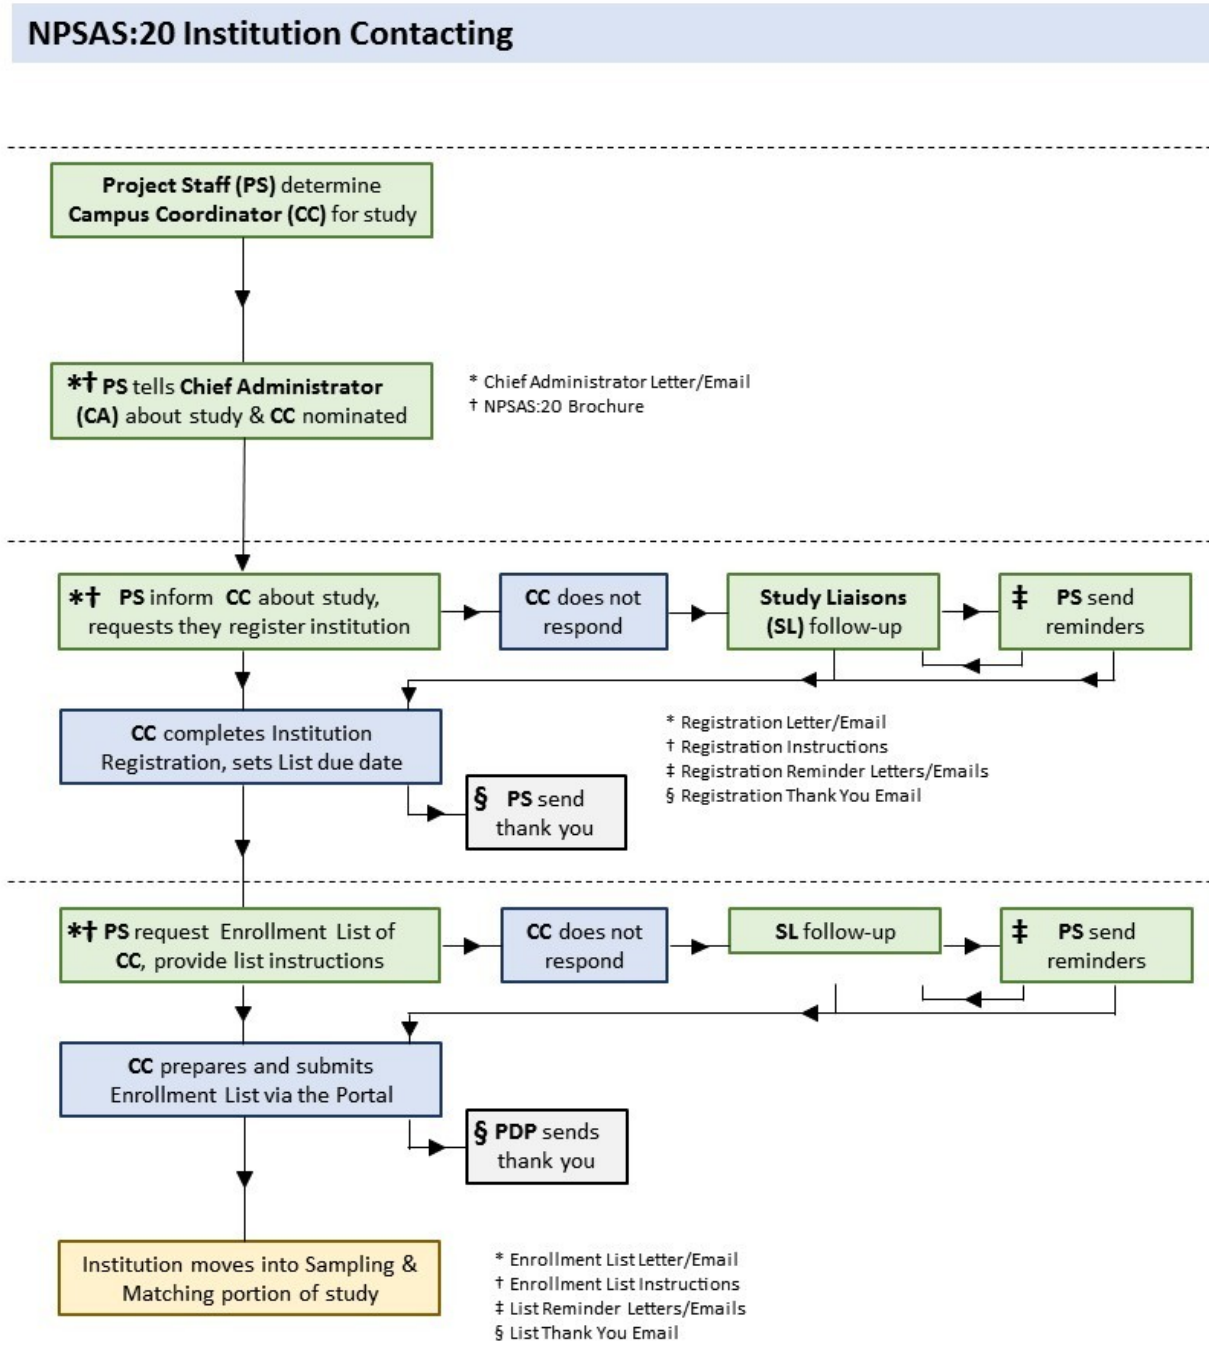 NPSAS:20 Institution Contacting
Project Staff (PS) determine
Campus Coordinator (CC) for study
*† PS tells Chief Administrator
(CA) about study & CC nominated
* Chief Administrator Letter/Email
† NPSAS:20 Brochure
*† PS inform CC about study,
requests they register institution
CC does not
respond
Study Liaisons
(SL) follow-up
‡ PS send
reminders
CC completes Institution
Registration, sets List due date
* Registration Letter/Email
† Registration Instructions
‡ Registration Reminder Letters/Emails
§ Registration Thank You Email
§ PS send
thank you
*† PS request Enrollment List of
CC, provide list instructions
CC does not
respond
SL follow-up
‡ PS send
reminders
CC prepares and submits
Enrollment List via the Portal
§ PDP sends
thank you
Institution moves into Sampling &
Matching portion of study
* Enrollment List Letter/Email
† Enrollment List Instructions
‡ List Reminder Letters/Emails
§ List Thank You Email